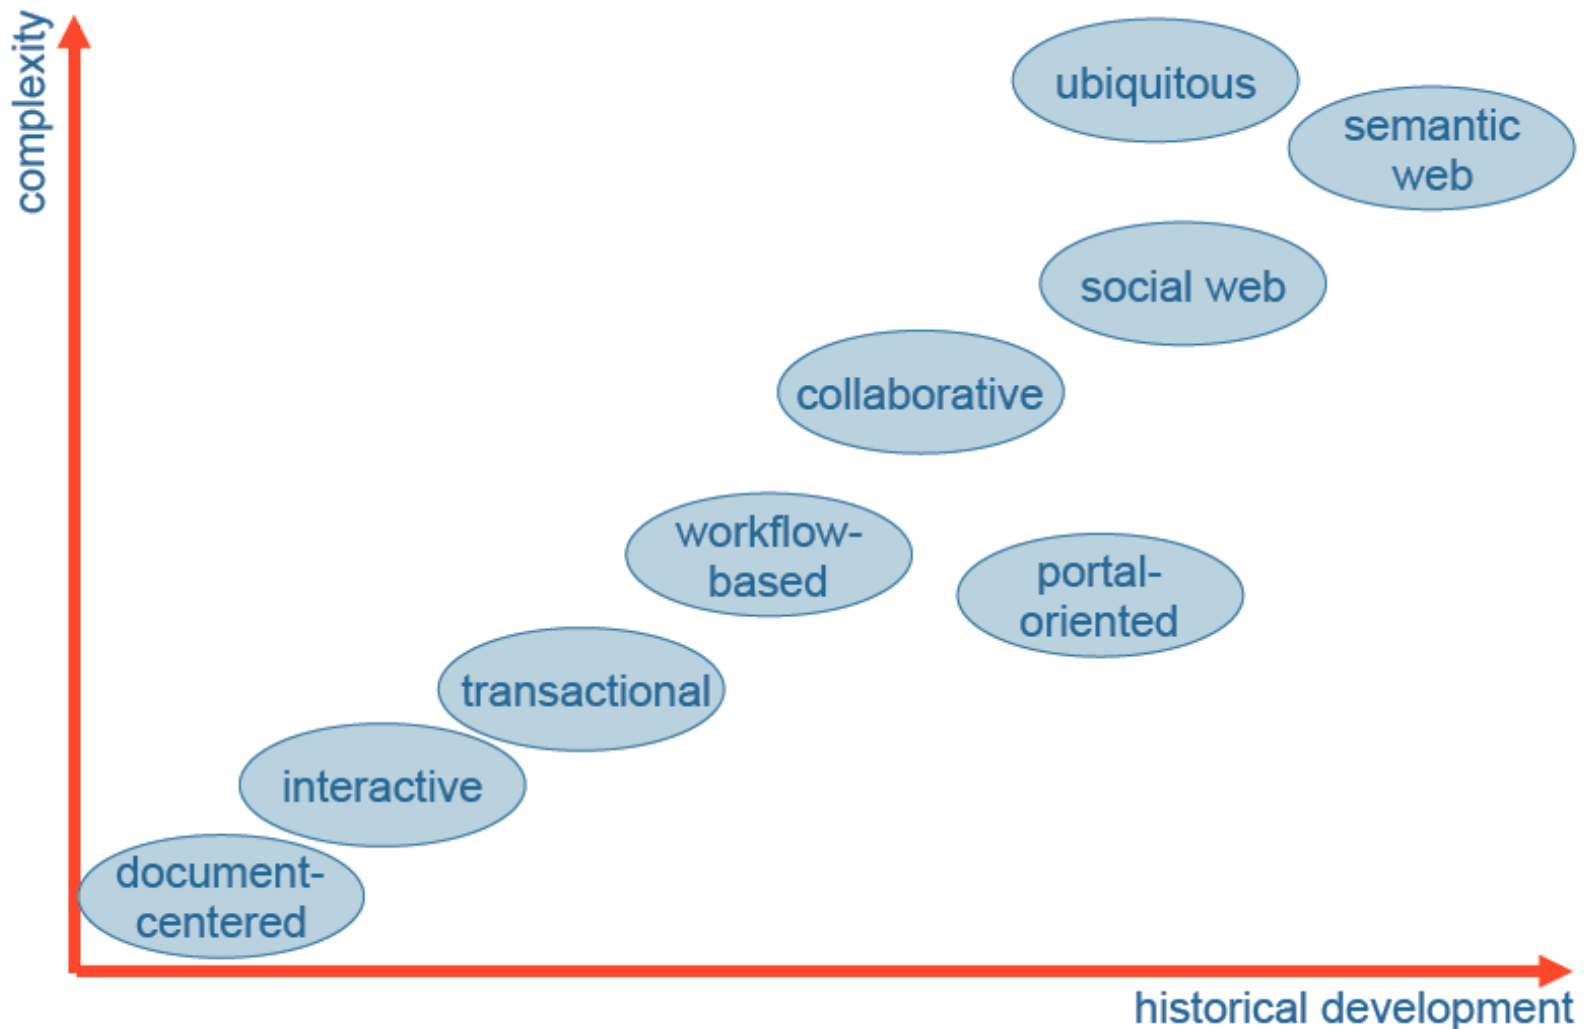 complexity
ubiquitous
semantic
web
social web
collaborative
workflow-
based
portal-
oriented
transactional
interactive
document-
centered
historical development